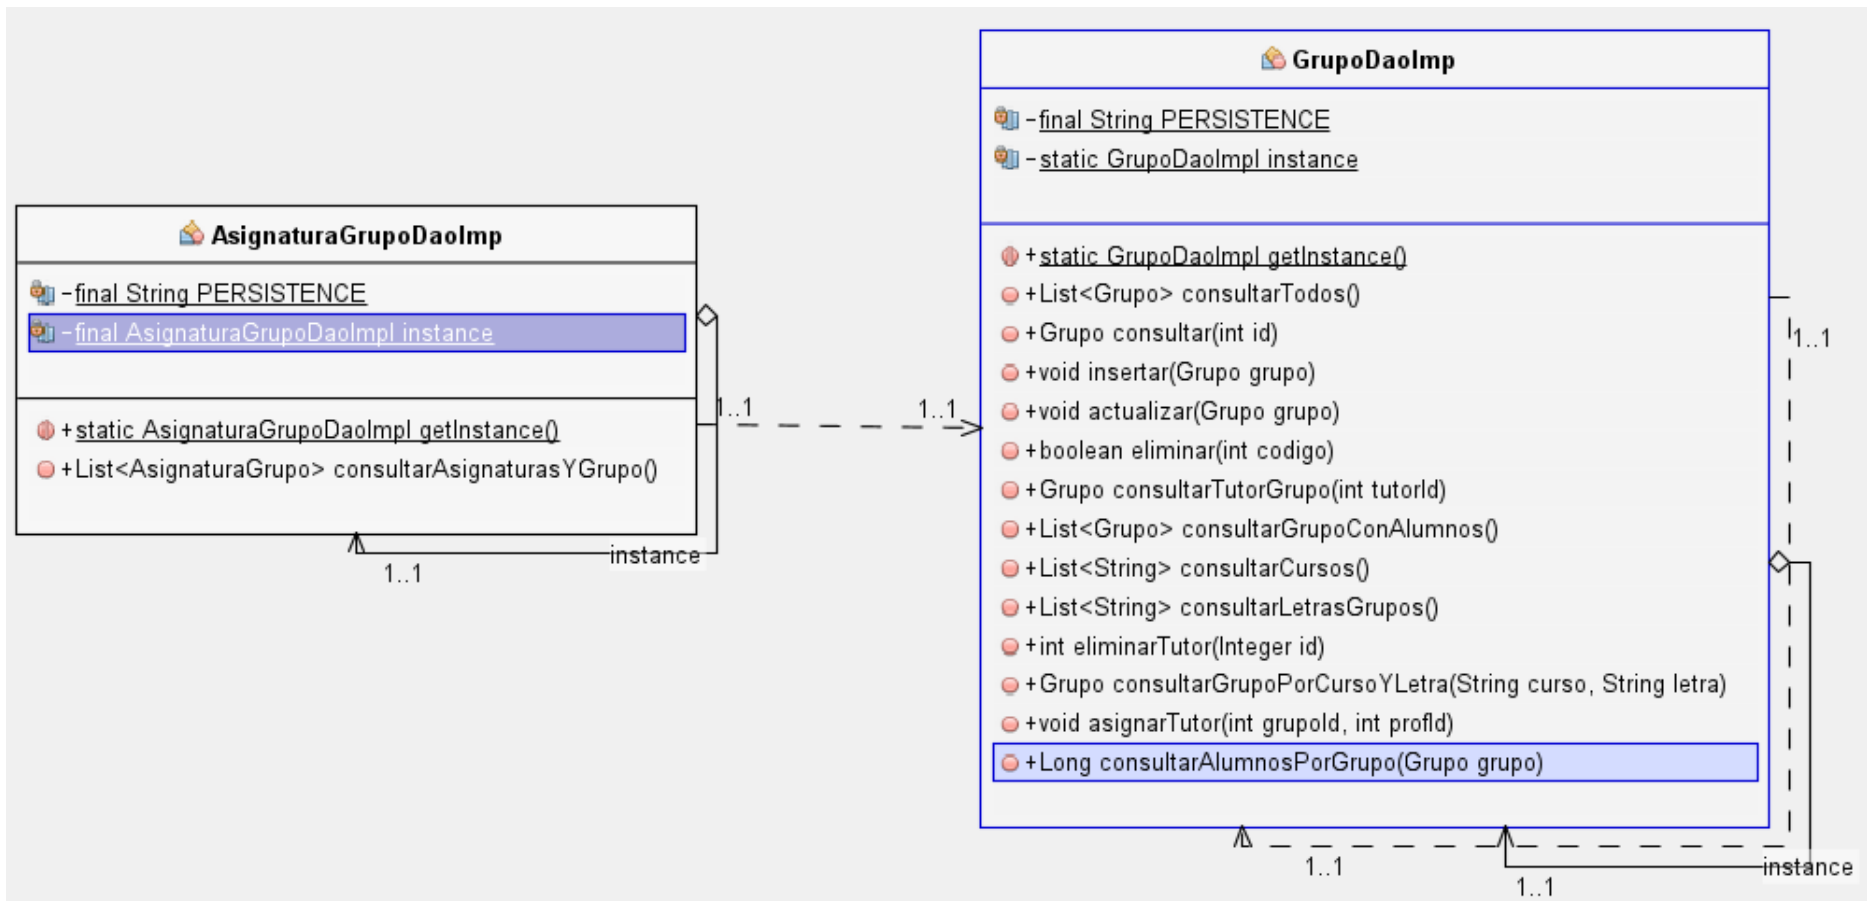 AsignaturaGrupoDaoImp
-final String PERSISTENCE
-final AsignaturaGrupoDaoImpl instance
+static AsignaturaGrupoDaoImpl getInstance()
+List<AsignaturaGrupo> consultarAsignaturasYGrupo()
1..1
instance
1..1
1..1
GrupoDaoImp
-final String PERSISTENCE
-static GrupoDaoImpl instance
+static GrupoDaoImpl getInstance()
+List<Grupo> consultarTodos()
+Grupo consultar(int id)
+void insertar(Grupo grupo)
+void actualizar(Grupo grupo)
+boolean eliminar(int codigo)
+Grupo consultarTutorGrupo(int tutorId)
+List<Grupo> consultarGrupoConAlumnos()
+List<String> consultarCursos()
+List<String> consultarLetrasGrupos()
+int eliminarTutor(Integer id)
+Grupo consultarGrupoPorCursoYLetra(String curso, String letra)
+void asignarTutor(int grupoId, int profId)
+Long consultarAlumnosPorGrupo(Grupo grupo)
1..1
1..1
instance
1..1